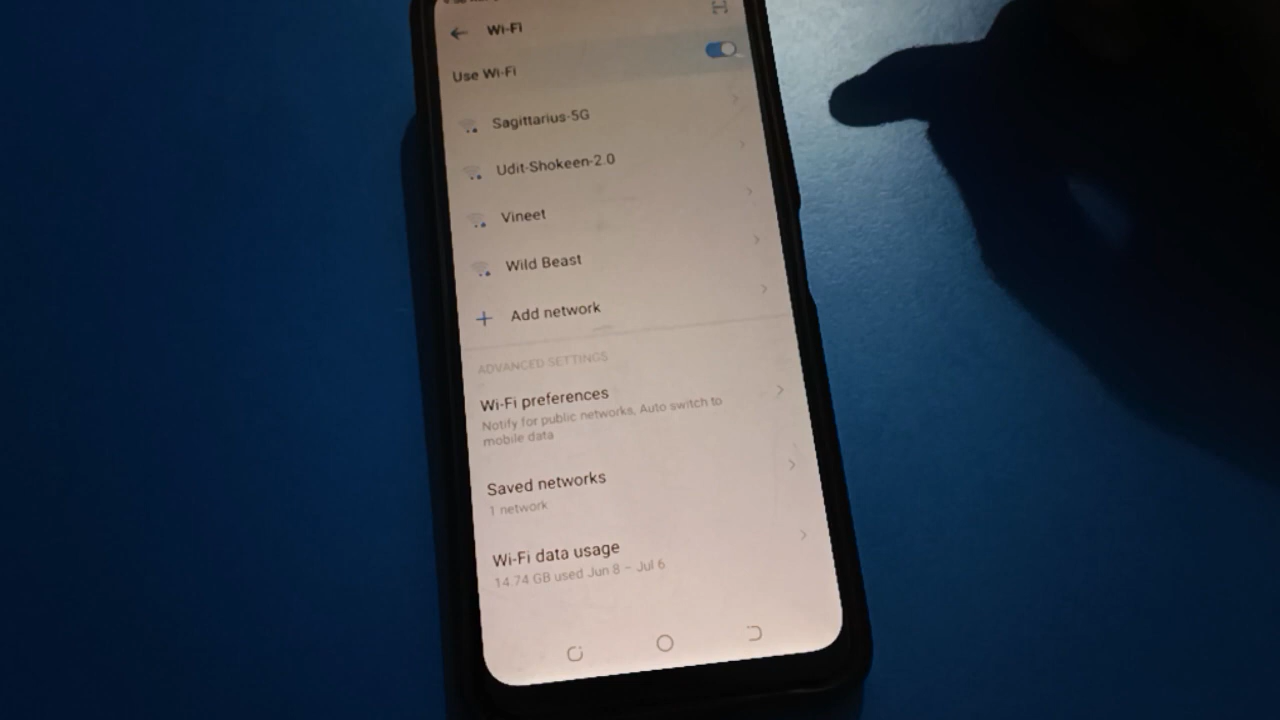 Wi-Fi
Use Wi-Fi
Sagittarius-5G
Udit-Shokeen-2.0
Vineet
Wild Beast
Add network
ADVANCED SETTINGS
Wi-Fi preferences
Notify for public networks, Auto switch to
mobile data
Saved networks
1 network
Wi-Fi data usage
14.74 GB used Jun 8 – Jul 6